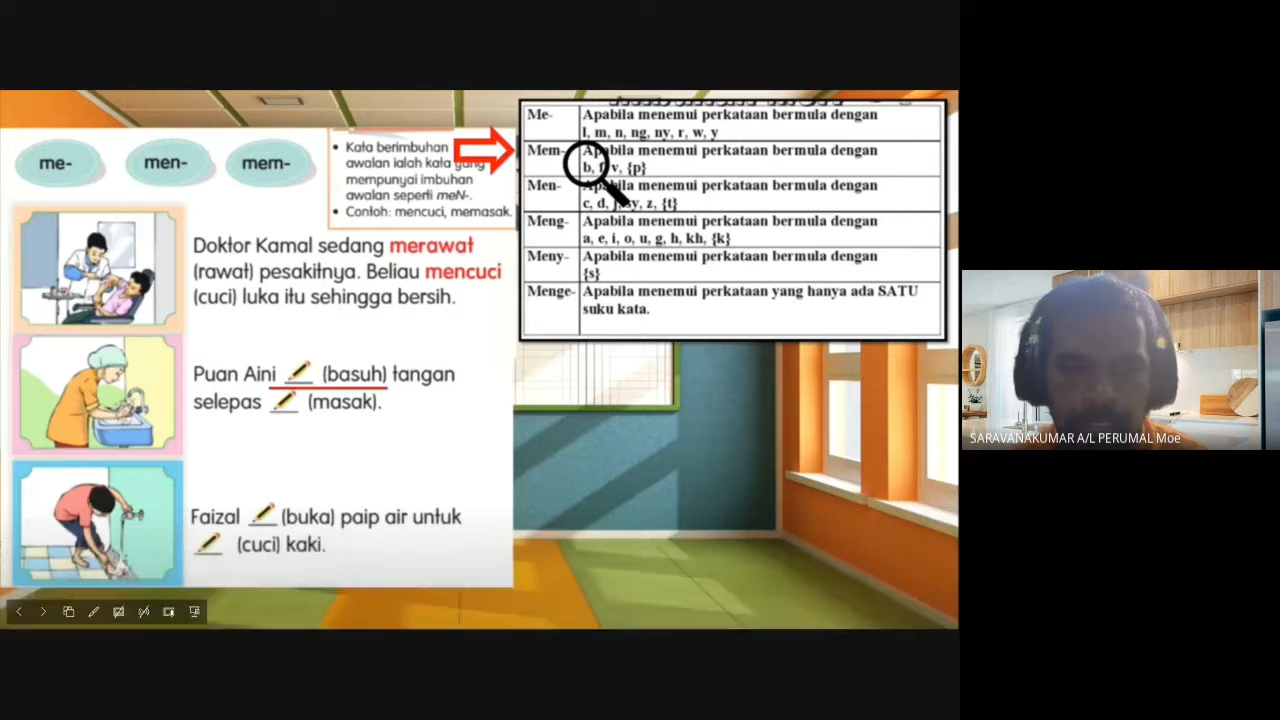 me- men- mem-
• Kata berimbuhan
awalan ialah kata yang
mempunyai imbuhan
awalan seperti meN-.
• Contoh: mencuci, memasak.
Doktor Kamal sedang merawat
(rawat) pesakitnya. Beliau mencuci
(cuci) luka itu sehingga bersih.
Puan Aini (basuh) tangan
selepas (masak).
Faizal (buka) paip air untuk
(cuci) kaki.
Me- Apabila menemui perkataan bermula dengan
l, m, n, ng, ny, r, w, y
Mem- Apabila menemui perkataan bermula dengan
b, f, v, {p}
Men- Apabila menemui perkataan bermula dengan
c, d, j, sy, z, {t}
Meng- Apabila menemui perkataan bermula dengan
a, e, i, o, u, g, h, kh, {k}
Meny- Apabila menemui perkataan bermula dengan
{s}
Menge- Apabila menemui perkataan yang hanya ada SATU
suku kata.
SARAVANAKUMAR A/L PERUMAL Moe